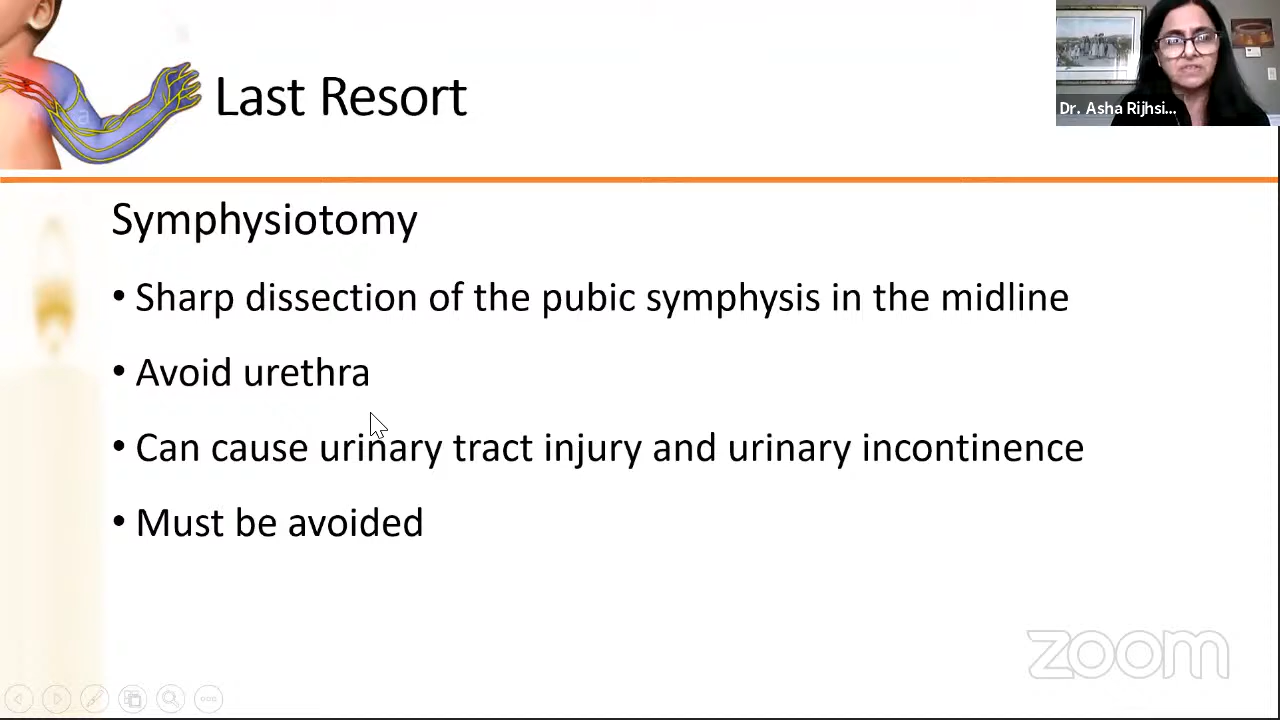 Last Resort
Dr. Asha Rijhsi...
Symphysiotomy
• Sharp dissection of the pubic symphysis in the midline
• Avoid urethra
• Can cause urinary tract injury and urinary incontinence
• Must be avoided
zoom